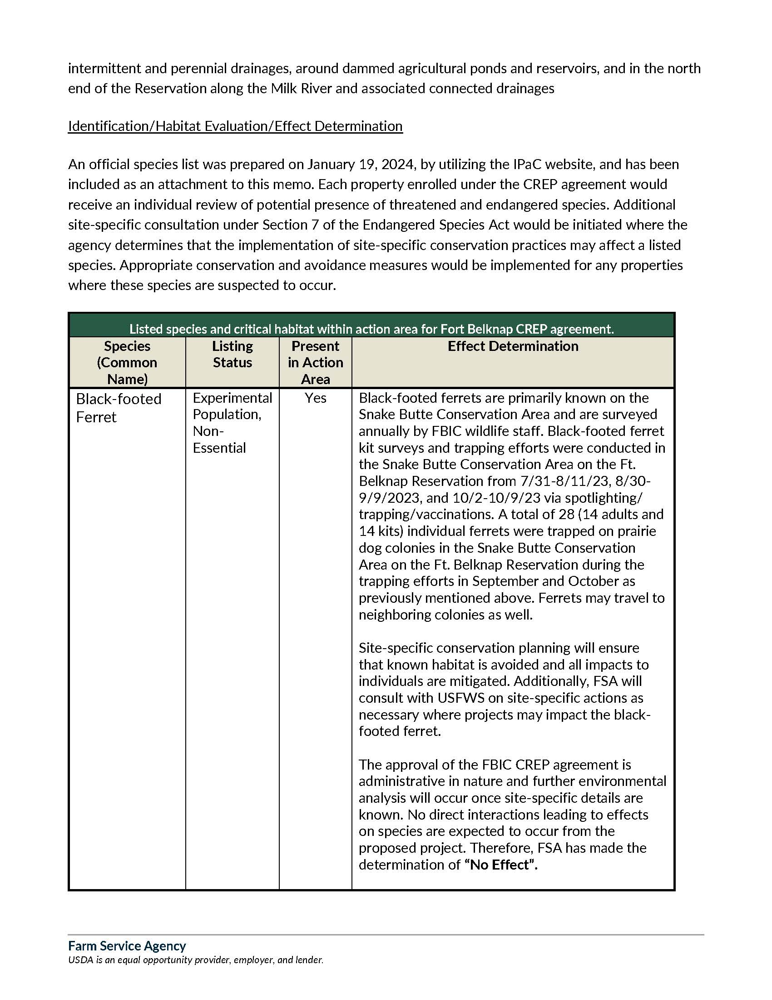 intermittent and perennial drainages, around dammed agricultural ponds and reservoirs, and in the north
end of the Reservation along the Milk River and associated connected drainages
Identification/Habitat Evaluation/Effect Determination
An official species list was prepared on January 19, 2024, by utilizing the IPaC website, and has been
included as an attachment to this memo. Each property enrolled under the CREP agreement would
receive an individual review of potential presence of threatened and endangered species. Additional
site-specific consultation under Section 7 of the Endangered Species Act would be initiated where the
agency determines that the implementation of site-specific conservation practices may affect a listed
species. Appropriate conservation and avoidance measures would be implemented for any properties
where these species are suspected to occur.
Listed species and critical habitat within action area for Fort Belknap CREP agreement.
Species
(Common
Name)
Listing
Status
Present
in Action
Area
Effect Determination
Black-footed
Ferret
Experimental
Population,
Non-
Essential
Yes
Black-footed ferrets are primarily known on the
Snake Butte Conservation Area and are surveyed
annually by FBIC wildlife staff. Black-footed ferret
kit surveys and trapping efforts were conducted in
the Snake Butte Conservation Area on the Ft.
Belknap Reservation from 7/31-8/11/23, 8/30-
9/9/2023, and 10/2-10/9/23 via spotlighting/
trapping/vaccinations. A total of 28 (14 adults and
14 kits) individual ferrets were trapped on prairie
dog colonies in the Snake Butte Conservation
Area on the Ft. Belknap Reservation during the
trapping efforts in September and October as
previously mentioned above. Ferrets may travel to
neighboring colonies as well.
Site-specific conservation planning will ensure
that known habitat is avoided and all impacts to
individuals are mitigated. Additionally, FSA will
consult with USFWS on site-specific actions as
necessary where projects may impact the black-
footed ferret.
The approval of the FBIC CREP agreement is
administrative in nature and further environmental
analysis will occur once site-specific details are
known. No direct interactions leading to effects
on species are expected to occur from the
proposed project. Therefore, FSA has made the
determination of “No Effect”.
Farm Service Agency
USDA is an equal opportunity provider, employer, and lender.